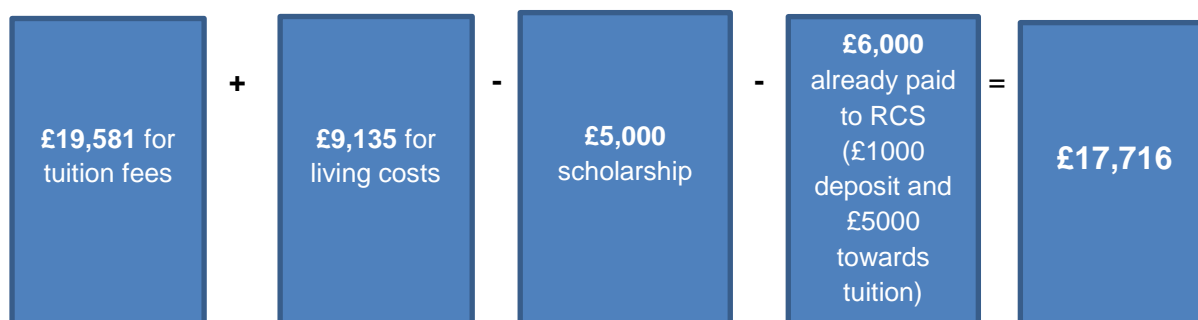 £19,581 for
tuition fees
+
£9,135 for
living costs
-
£5,000
scholarship
-
£6,000
already paid
to RCS
(£1000
deposit and
£5000
towards
tuition)
=
£17,716